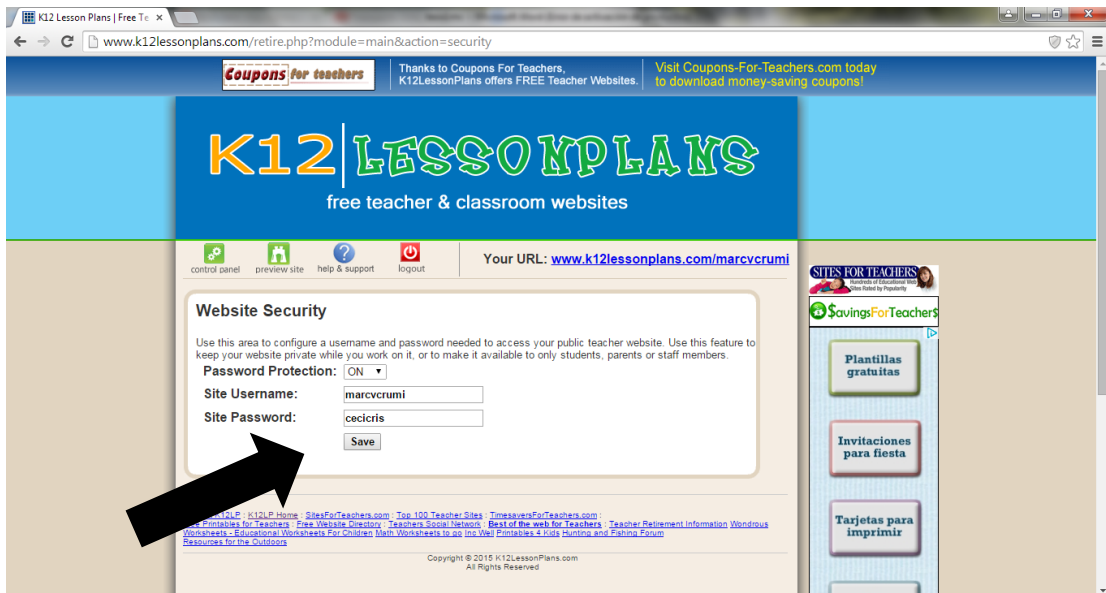 K12 Lesson Plans | Free Te
www.k12lessonplans.com/retire.php?module=main&action=security
Coupons for teachers
Thanks to Coupons For Teachers,
K12LessonPlans offers FREE Teacher Websites.
Visit Coupons-For-Teachers.com today
to download money-saving coupons!
K12 LESSONPLANS
free teacher & classroom websites
control panel
preview site
help & support
logout
Your URL: www.k12lessonplans.com/marcvcrumi
SITES FOR TEACHERS
Hundreds of Educational Web
Sites Rated by Popularity
$avingsForTeacher$
Website Security
Use this area to configure a username and password needed to access your public teacher website. Use this feature to
keep your website private while you work on it, or to make it available to only students, parents or staff members.
Password Protection: ON
Site Username: marcvcrumi
Site Password: cecicris
Save
Plantillas
gratuitas
Invitaciones
para fiesta
Tarjetas para
imprimir
K12LP : K12LP Home : SitesForTeachers.com : Top 100 Teacher Sites : TimesaversForTeachers.com :
Printables for Teachers : Free Website Directory : Teachers Social Network : Best of the web for Teachers : Teacher Retirement Information Wondrous
Worksheets - Educational Worksheets For Children Math Worksheets to go Inc Well Printables 4 Kids Hunting and Fishing Forum
Resources for the Outdoors
Copyright © 2015 K12LessonPlans.com
All Rights Reserved